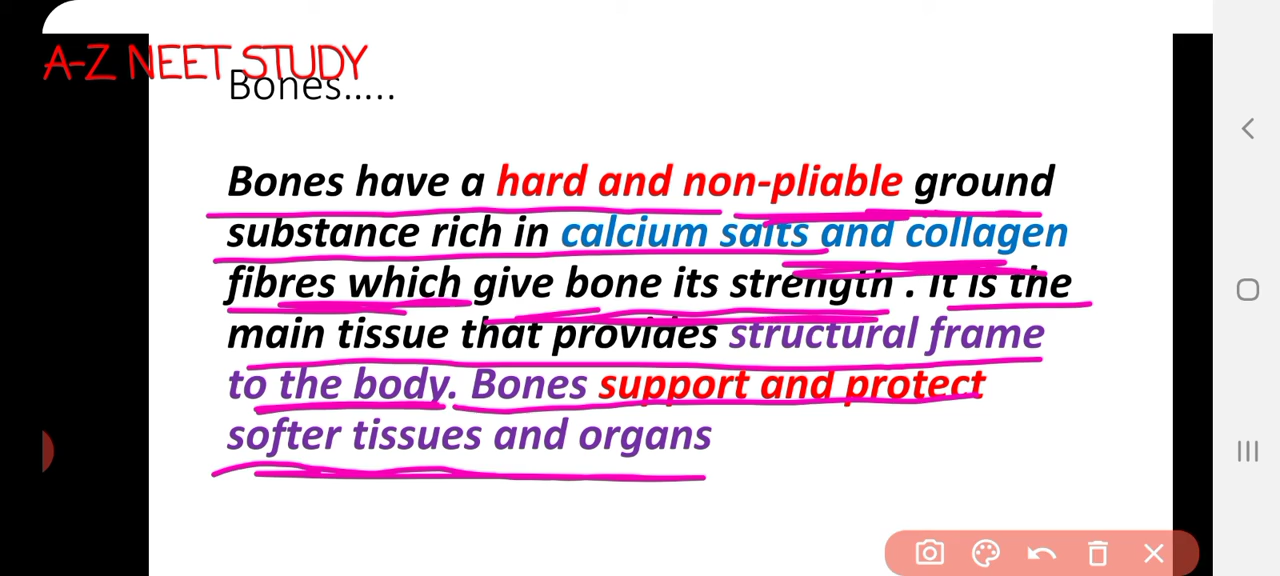 A-Z NEET STUDY
Bones.....
Bones have a hard and non-pliable ground
substance rich in calcium salts and collagen
fibres which give bone its strength . It is the
main tissue that provides structural frame
to the body. Bones support and protect
softer tissues and organs